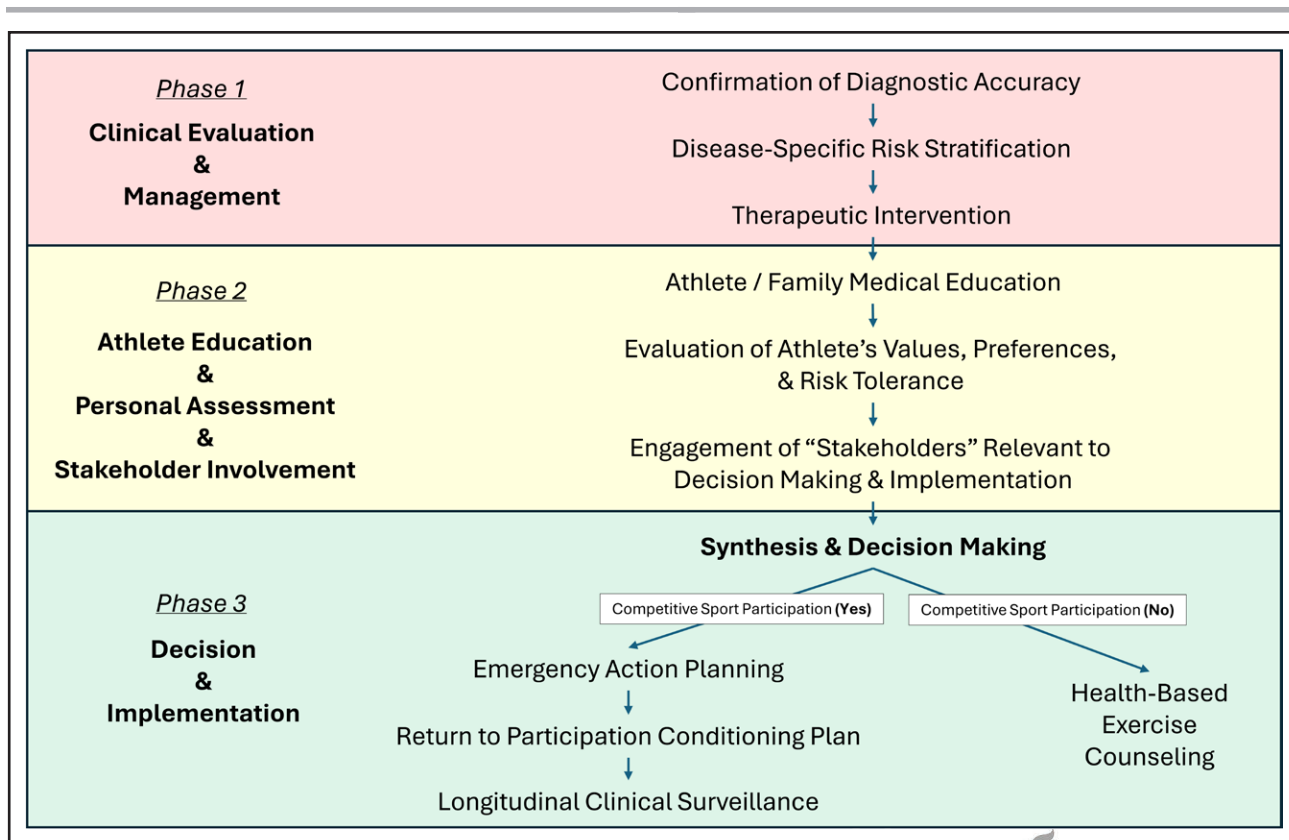 Phase 1
Clinical Evaluation
&
Management
Confirmation of Diagnostic Accuracy
Disease-Specific Risk Stratification
Therapeutic Intervention
Phase 2
Athlete Education
&
Personal Assessment
&
Stakeholder Involvement
Athlete / Family Medical Education
Evaluation of Athlete’s Values, Preferences,
& Risk Tolerance
Engagement of “Stakeholders” Relevant to
Decision Making & Implementation
Phase 3
Decision
&
Implementation
Synthesis & Decision Making
Competitive Sport Participation (Yes)
Competitive Sport Participation (No)
Emergency Action Planning
Return to Participation Conditioning Plan
Longitudinal Clinical Surveillance
Health-Based
Exercise
Counseling